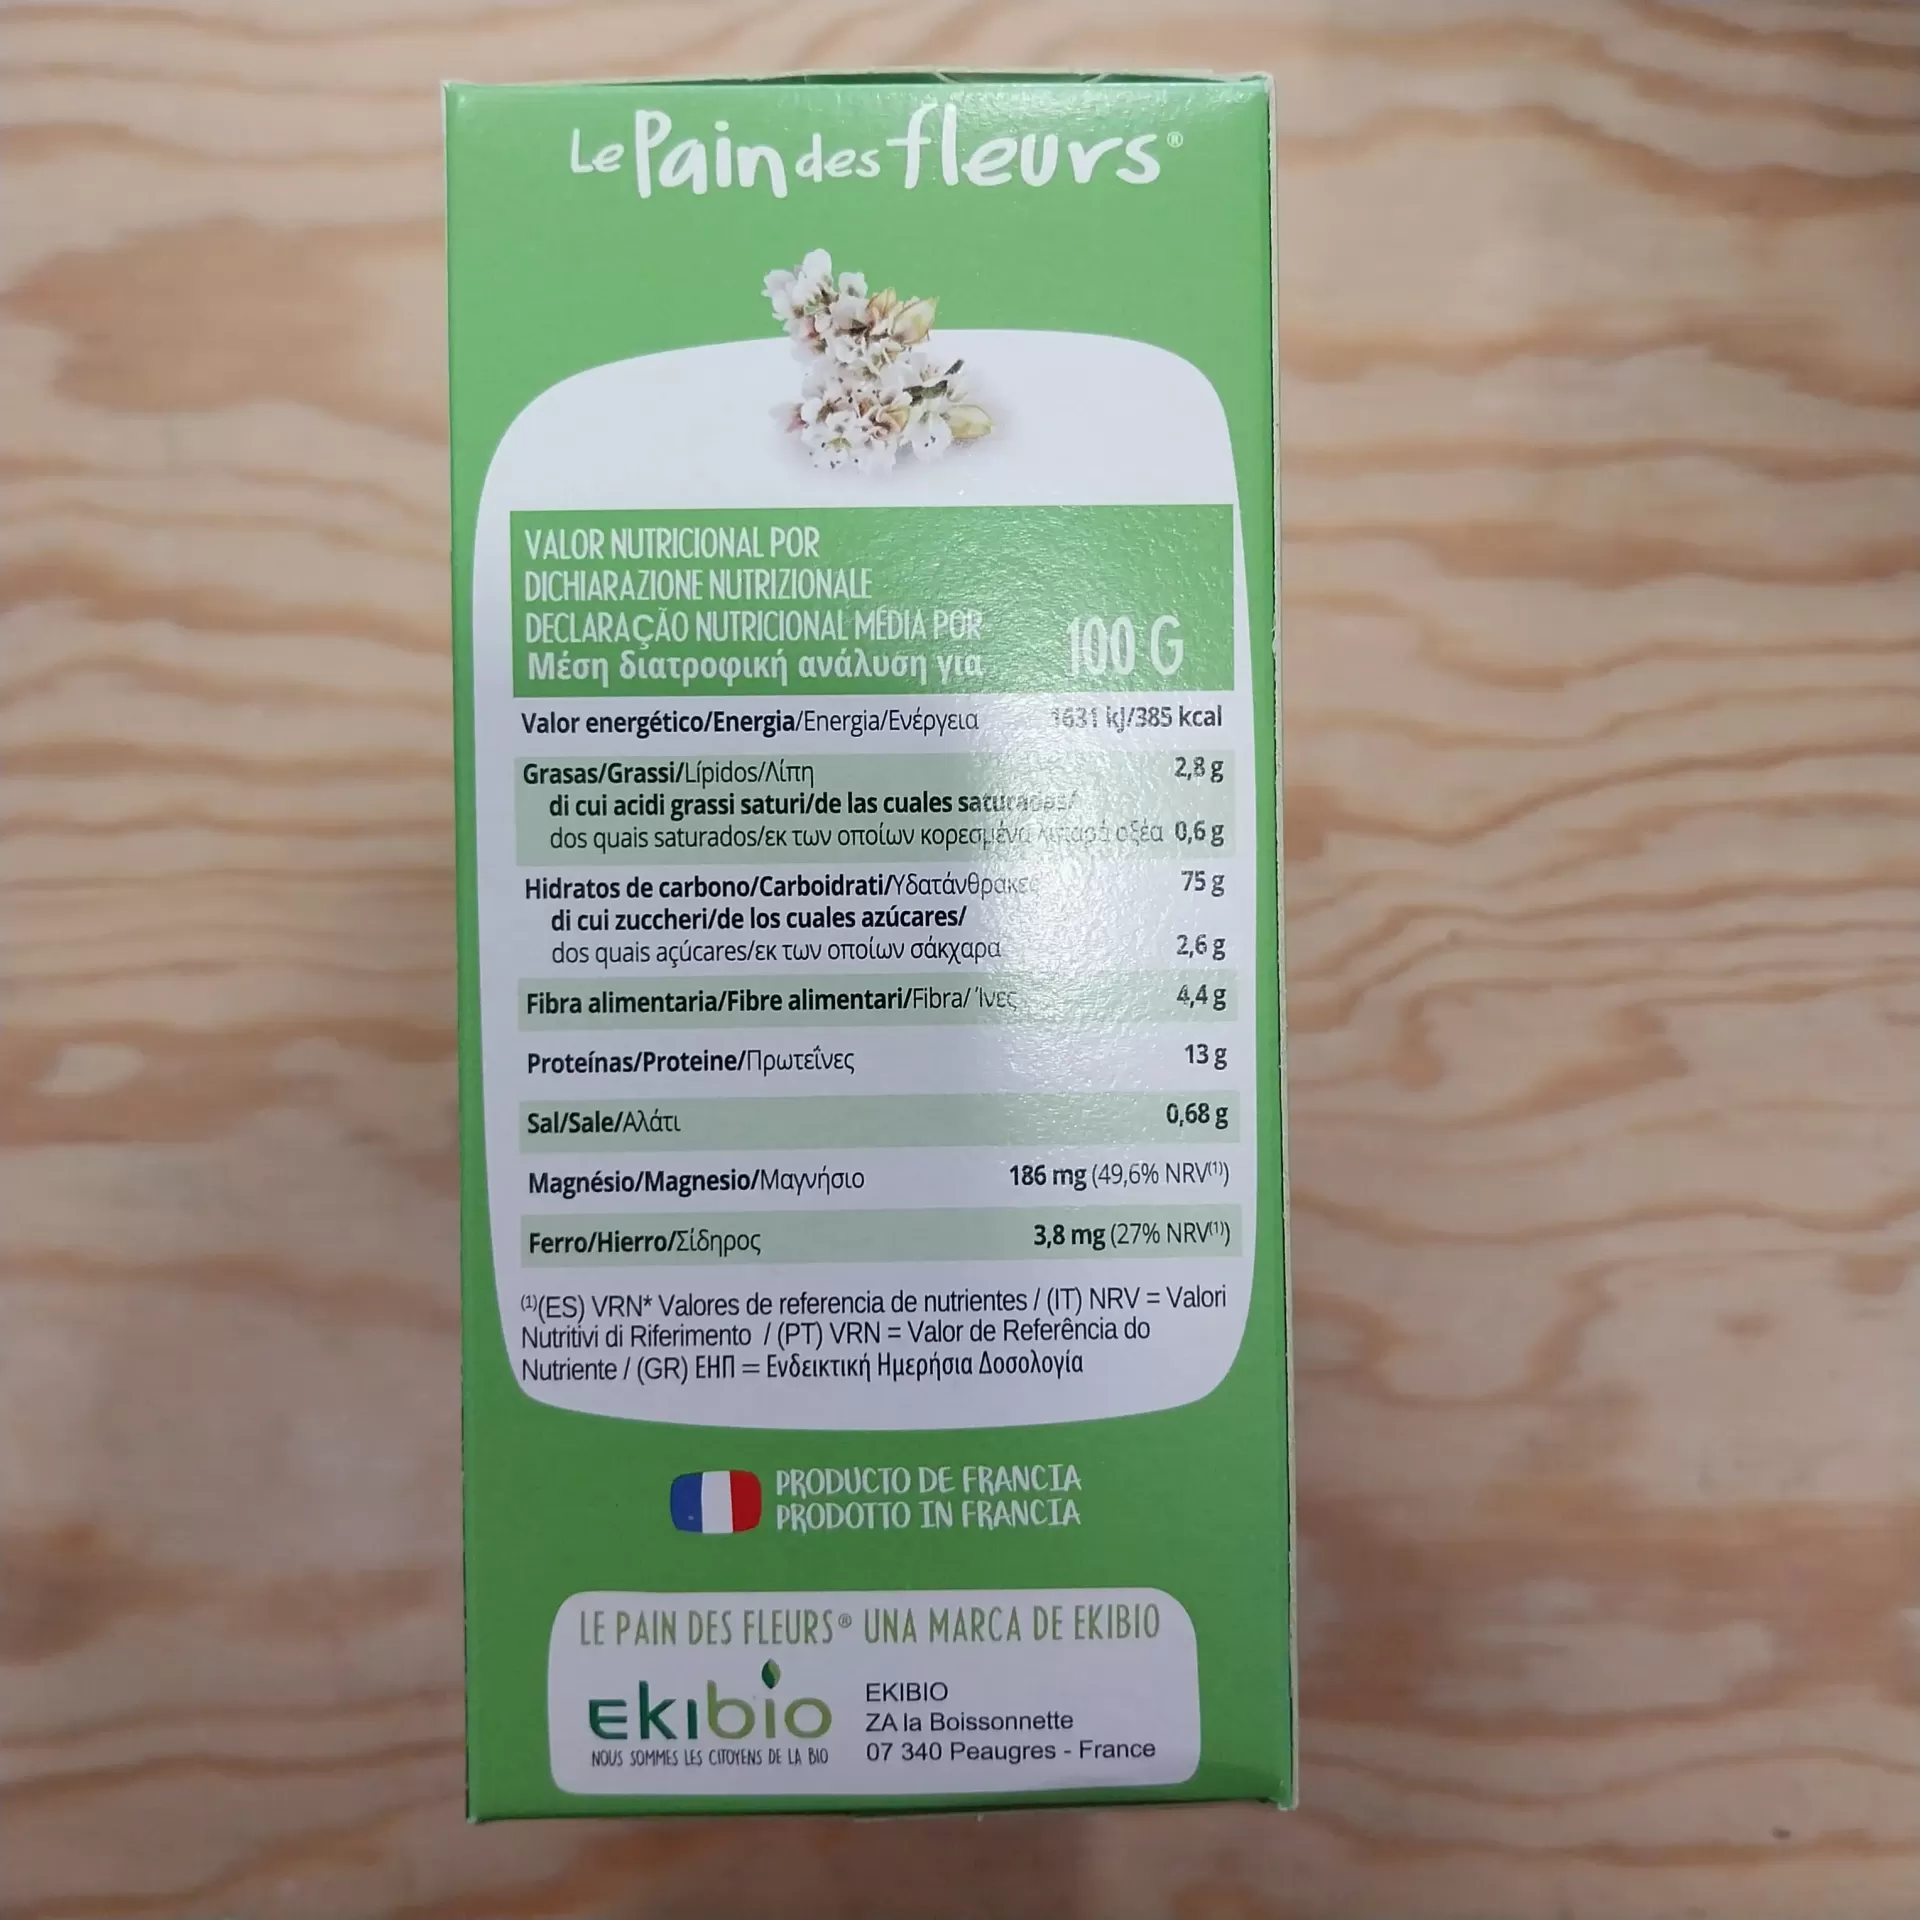 Le Pain des fleurs®
VALOR NUTRICIONAL POR
DICHIARAZIONE NUTRIZIONALE
DECLARAÇÃO NUTRICIONAL MÉDIA POR
Μέση διατροφική ανάλυση για 100 G
Valor energético/Energia/Energia/Ενέργεια 1631 kJ/385 kcal
Grasas/Grassi/Lípidos/Λίπη 2,8 g
di cui acidi grassi saturi/de las cuales saturadas/
dos quais saturados/εκ των οποίων κορεσμένα λιπαρά οξέα 0,6 g
Hidratos de carbono/Carboidrati/Υδατάνθρακες 75 g
di cui zuccheri/de los cuales azúcares/
dos quais açúcares/εκ των οποίων σάκχαρα 2,6 g
Fibra alimentaria/Fibre alimentari/Fibra/Ίνες 4,4 g
Proteínas/Proteine/Πρωτεΐνες 13 g
Sal/Sale/Αλάτι 0,68 g
Magnésio/Magnesio/Μαγνήσιο 186 mg (49,6% NRV⁽¹⁾)
Ferro/Hierro/Σίδηρος 3,8 mg (27% NRV⁽¹⁾)
⁽¹⁾(ES) VRN* Valores de referencia de nutrientes / (IT) NRV = Valori
Nutritivi di Riferimento / (PT) VRN = Valor de Referência do
Nutriente / (GR) ΕΗΠ = Ενδεικτική Ημερήσια Δοσολογία
PRODUCTO DE FRANCIA
PRODOTTO IN FRANCIA
LE PAIN DES FLEURS® UNA MARCA DE EKIBIO
Ekibio
NOUS SOMMES LES CITOYENS DE LA BIO
EKIBIO
ZA la Boissonnette
07 340 Peaugres - France